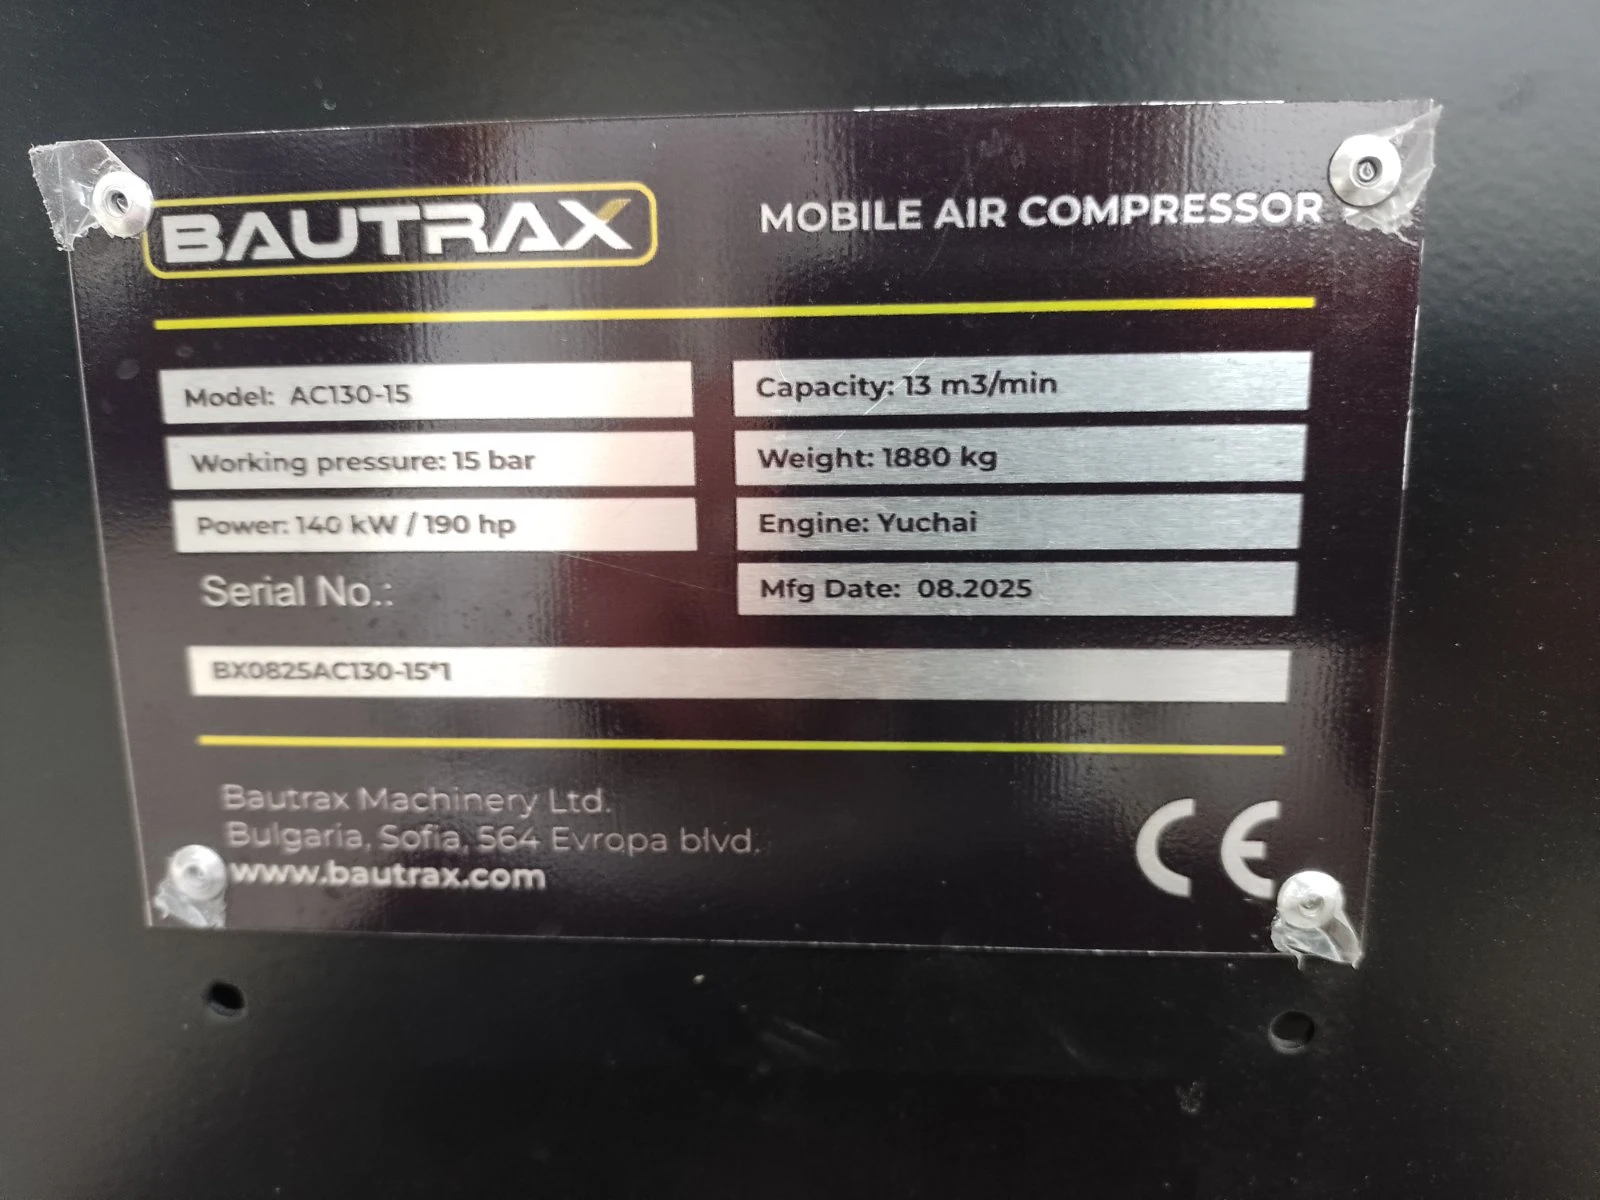 BAUTRAX
MOBILE AIR COMPRESSOR
Model: AC130-15
Capacity: 13 m3/min
Working pressure: 15 bar
Weight: 1880 kg
Power: 140 kW / 190 hp
Engine: Yuchai
Serial No.:
Mfg Date: 08.2025
BX0825AC130-15*1
Bautrax Machinery Ltd.
Bulgaria, Sofia, 564 Evropa blvd.
www.bautrax.com
CE